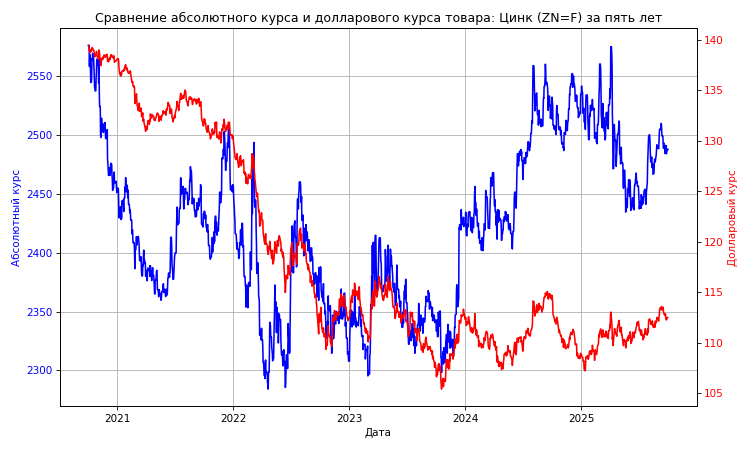 Сравнение абсолютного курса и долларового курса товара: Цинк (ZN=F) за пять лет
2550
2500
2450
2400
2350
2300
Абсолютный курс
140
135
130
125
120
115
110
105
Долларовый курс
2021 2022 2023 2024 2025
Дата